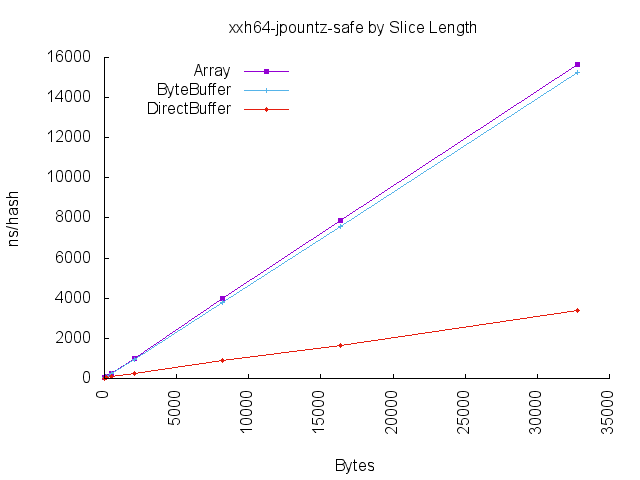 xxh64-jpountz-safe by Slice Length
16000
14000
12000
10000
8000
6000
4000
2000
0
Array
ByteBuffer
DirectBuffer
ns/hash
0
5000
10000
15000
20000
25000
30000
35000
Bytes